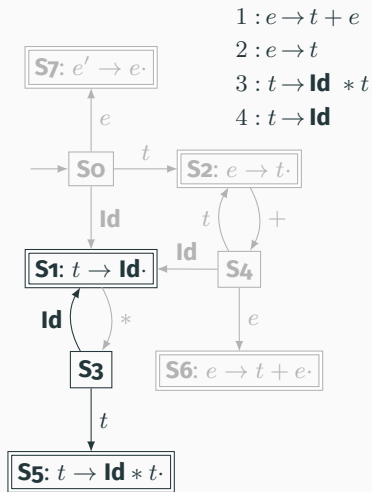 1 : e → t + e
2 : e → t
3 : t → Id * t
4 : t → Id
S7: e′ → e·
e
S0
t
S2: e → t·
Id
t
+
S1: t → Id·
Id
S4
Id
*
e
S3
S6: e → t + e·
t
S5: t → Id * t·